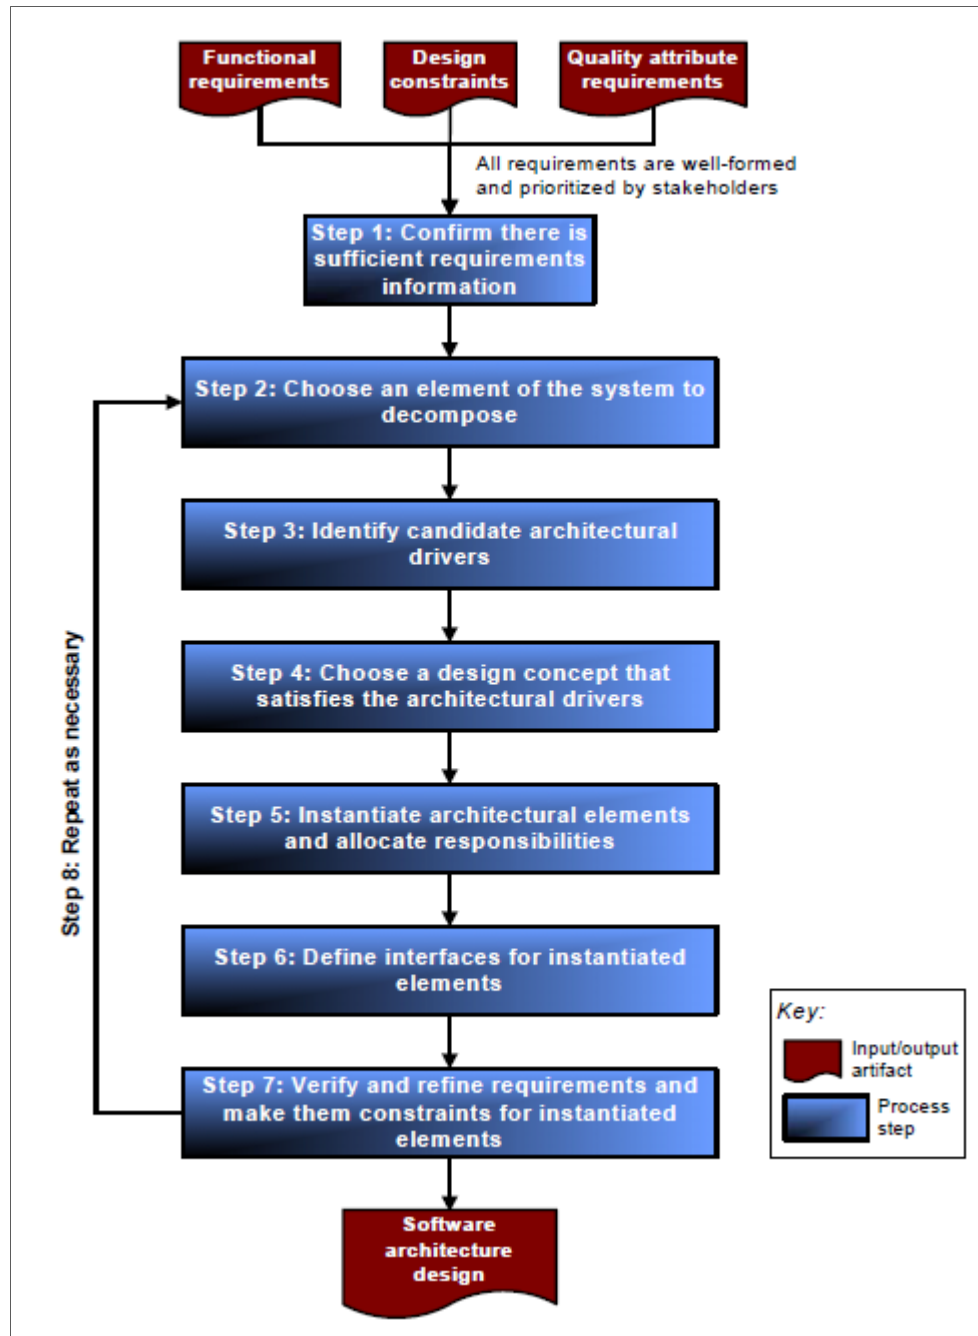 Functional
requirements
Design
constraints
Quality attribute
requirements
All requirements are well-formed
and prioritized by stakeholders
Step 1: Confirm there is
sufficient requirements
information
Step 2: Choose an element of the system to
decompose
Step 3: Identify candidate architectural
drivers
Step 4: Choose a design concept that
satisfies the architectural drivers
Step 5: Instantiate architectural elements
and allocate responsibilities
Step 6: Define interfaces for instantiated
elements
Step 7: Verify and refine requirements and
make them constraints for instantiated
elements
Step 8: Repeat as necessary
Software
architecture
design
Key:
Input/output
artifact
Process
step